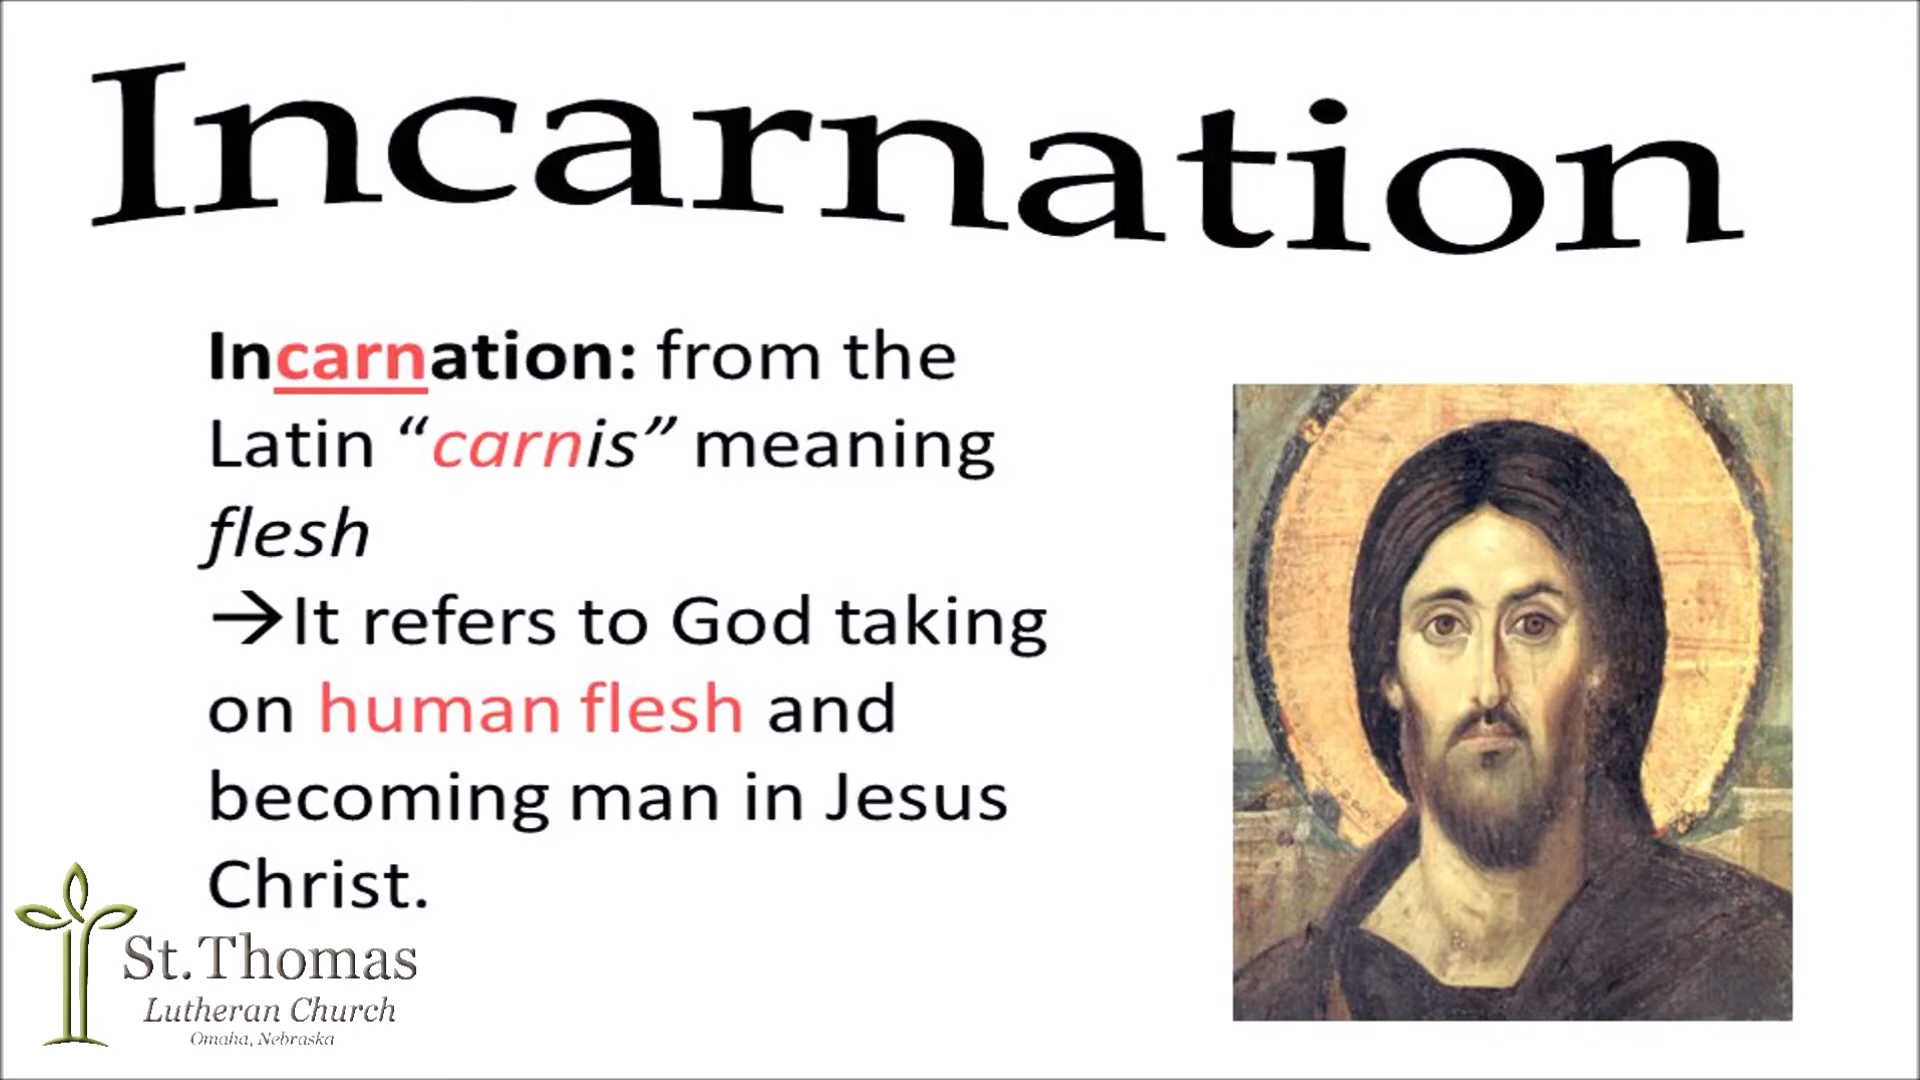 Incarnation
Incarnation: from the
Latin “carnis” meaning
flesh
→It refers to God taking
on human flesh and
becoming man in Jesus
Christ.
St. Thomas
Lutheran Church
Omaha, Nebraska